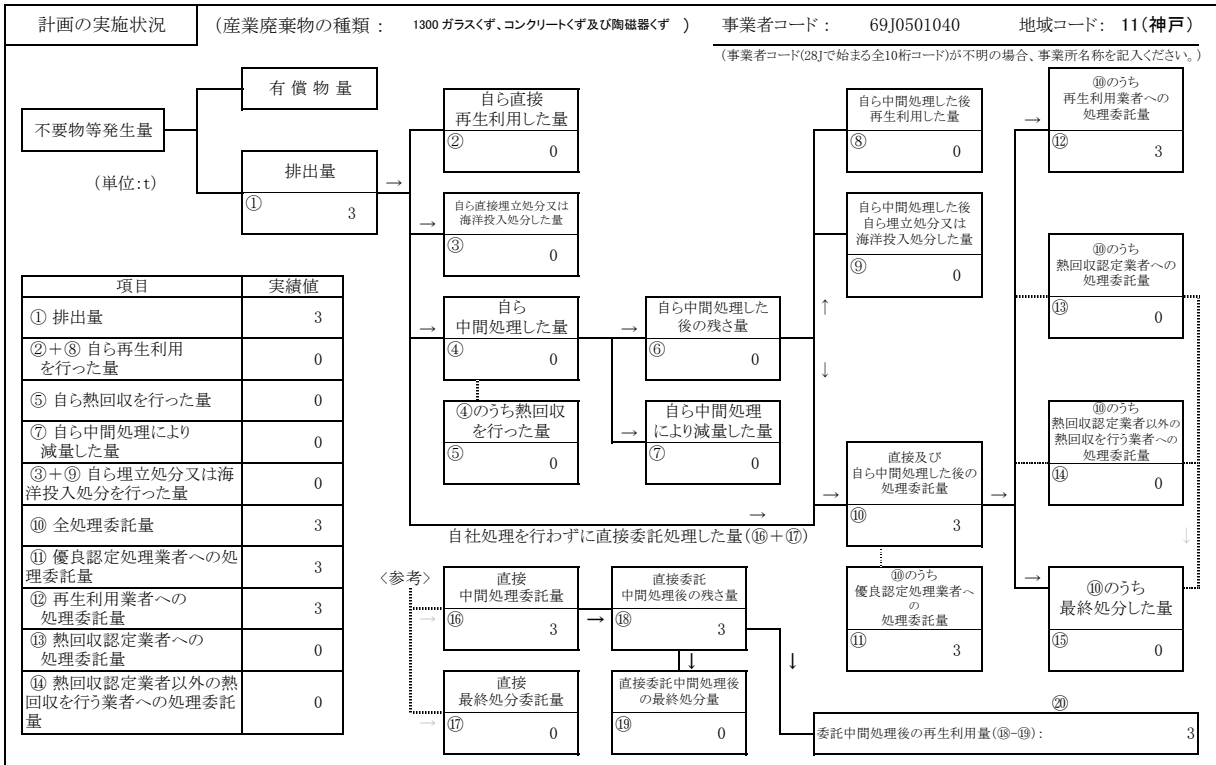 計画の実施状況 (産業廃棄物の種類： 1300 ガラスくず、コンクリートくず及び陶磁器くず ) 事業者コード： 69J0501040 地域コード： 11(神戸)
(事業者コード(28Jで始まる全10桁コード)が不明の場合、事業所名称を記入ください。)
不要物等発生量
(単位:t)
有償物量
排出量
① 3
→
自ら直接
再生利用した量
② 0
→
自ら直接埋立処分又は
海洋投入処分した量
③ 0
→
自ら
中間処理した量
④ 0
④のうち熱回収
を行った量
⑤ 0
→
自ら中間処理した
後の残さ量
⑥ 0
→
自ら中間処理
により減量した量
⑦ 0
自ら中間処理した後
再生利用した量
⑧ 0
自ら中間処理した後
自ら埋立処分又は
海洋投入処分した量
⑨ 0
↑
↓
→
直接及び
自ら中間処理した後の
処理委託量
⑩ 3
→
⑩のうち
優良認定処理業者へ
の
処理委託量
⑪ 3
→
⑩のうち
再生利用業者への
処理委託量
⑫ 3
⑩のうち
熱回収認定業者への
処理委託量
⑬ 0
⑩のうち
熱回収認定業者以外の
熱回収を行う業者への
処理委託量
⑭ 0
↓
→
⑩のうち
最終処分した量
⑮ 0
→
自社処理を行わずに直接委託処理した量(⑯＋⑰)
〈参考〉
→
直接
中間処理委託量
⑯ 3
→
直接委託
中間処理後の残さ量
⑱ 3
→
直接
最終処分委託量
⑰ 0
↓
直接委託中間処理後
の最終処分量
⑲ 0
↓
⑳
委託中間処理後の再生利用量(⑱-⑲)： 3
項目 実績値
① 排出量 3
②＋⑧ 自ら再生利用
を行った量 0
⑤ 自ら熱回収を行った量 0
⑦ 自ら中間処理により
減量した量 0
③＋⑨ 自ら埋立処分又は海
洋投入処分を行った量 0
⑩ 全処理委託量 3
⑪ 優良認定処理業者への処
理委託量 3
⑫ 再生利用業者への
処理委託量 3
⑬ 熱回収認定業者への
処理委託量 0
⑭ 熱回収認定業者以外の熱
回収を行う業者への処理委託
量 0